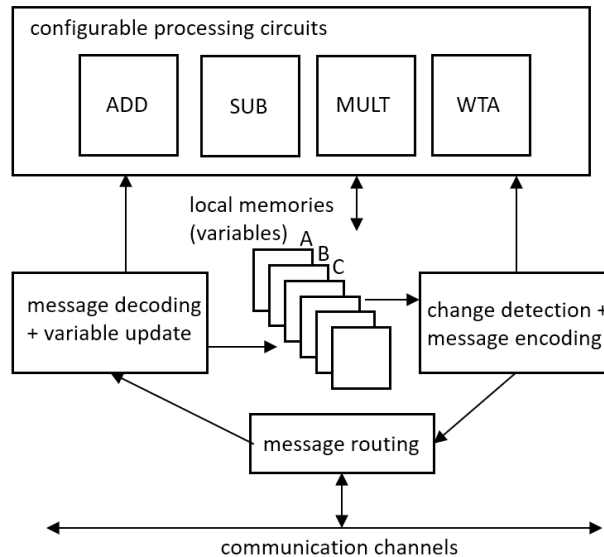 configurable processing circuits
ADD
SUB
MULT
WTA
local memories
(variables)
A
B
C
message decoding
+ variable update
change detection +
message encoding
message routing
communication channels